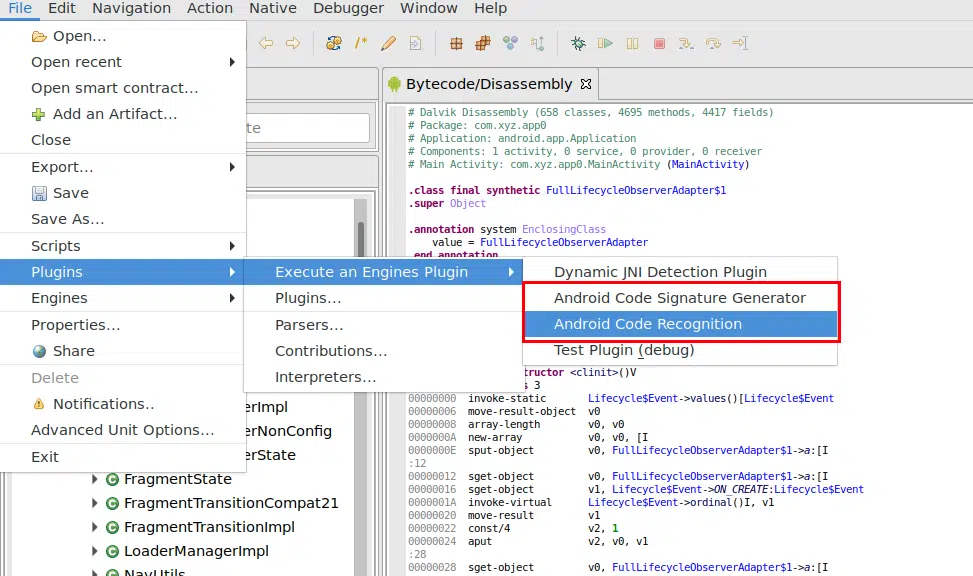 File Edit Navigation Action Native Debugger Window Help
Open...
Open recent
Open smart contract...
Add an Artifact...
Close
Export...
Save
Save As...
Scripts
Plugins
Engines
Properties...
Share
Delete
Notifications..
Advanced Unit Options...
Exit
Execute an Engines Plugin
Plugins...
Parsers...
Contributions...
Interpreters...
Dynamic JNI Detection Plugin
Android Code Signature Generator
Android Code Recognition
Test Plugin (debug)
erImpl
erNonConfig
erState
FragmentState
FragmentTransitionCompat21
FragmentTransitionImpl
LoaderManagerImpl
NavUtils
Bytecode/Disassembly
# Dalvik Disassembly (658 classes, 4695 methods, 4417 fields)
# Package: com.xyz.app0
# Application: android.app.Application
# Components: 1 activity, 0 service, 0 provider, 0 receiver
# Main Activity: com.xyz.app0.MainActivity (MainActivity)
.class final synthetic FullLifecycleObserverAdapter$1
.super Object
.annotation system EnclosingClass
value = FullLifecycleObserverAdapter
.end annotation
tructor <clinit>()V
s 3
00000000 invoke-static Lifecycle$Event->values()[Lifecycle$Event
00000006 move-result-object v0
00000008 array-length v0, v0
0000000A new-array v0, v0, [I
0000000E sput-object v0, FullLifecycleObserverAdapter$1->a:[I
:12
00000012 sget-object v0, FullLifecycleObserverAdapter$1->a:[I
00000016 sget-object v1, Lifecycle$Event->ON_CREATE:Lifecycle$Event
0000001A invoke-virtual Lifecycle$Event->ordinal()I, v1
00000020 move-result v1
00000022 const/4 v2, 1
00000024 aput v2, v0, v1
:28
00000028 sget-object v0, FullLifecycleObserverAdapter$1->a:[I